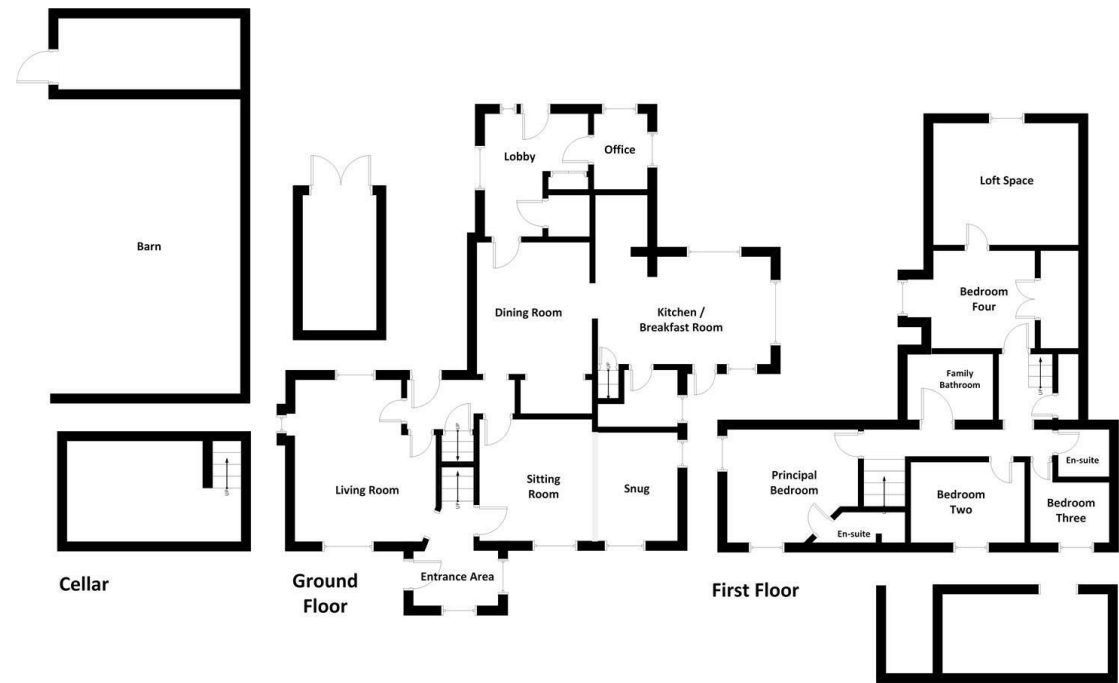 Barn
Cellar
Lobby
Office
Dining Room
Kitchen /
Breakfast Room
Living Room
Sitting
Room
Snug
Entrance Area
Ground
Floor
Loft Space
Bedroom
Four
Family
Bathroom
Principal
Bedroom
En-suite
Bedroom
Two
En-suite
Bedroom
Three
First Floor